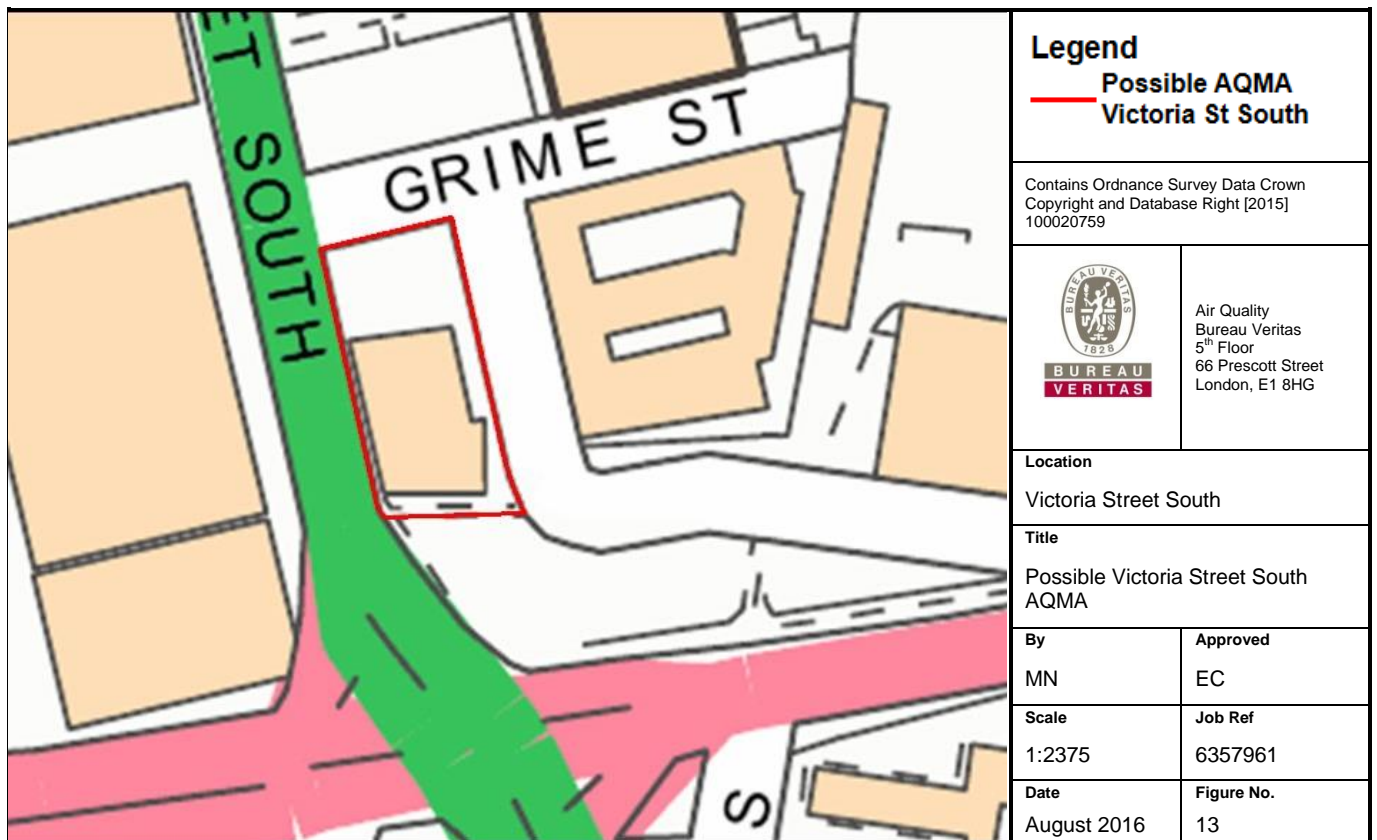 ET SOUTH
GRIME ST
S
Legend
Possible AQMA
Victoria St South
Contains Ordnance Survey Data Crown
Copyright and Database Right [2015]
100020759
BUREAU VERITAS
1828
BUREAU
VERITAS
Air Quality
Bureau Veritas
5th Floor
66 Prescott Street
London, E1 8HG
Location
Victoria Street South
Title
Possible Victoria Street South
AQMA
By
MN
Approved
EC
Scale
1:2375
Job Ref
6357961
Date
August 2016
Figure No.
13